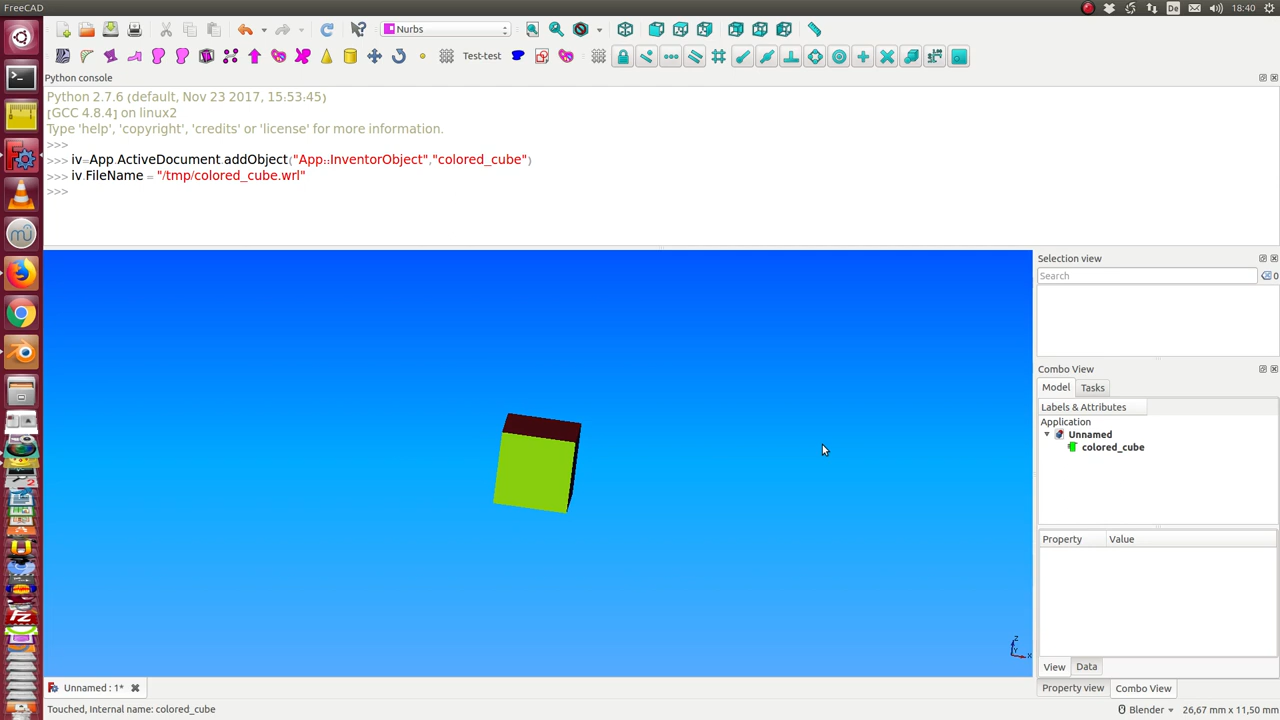 FreeCAD
De
18:40
Nurbs
Test-test
Python console
Python 2.7.6 (default, Nov 23 2017, 15:53:45)
[GCC 4.8.4] on linux2
Type 'help', 'copyright', 'credits' or 'license' for more information.
>>>
>>> iv=App.ActiveDocument.addObject("App::InventorObject","colored_cube")
>>> iv.FileName = "/tmp/colored_cube.wrl"
>>>
Selection view
Search
0
Combo View
Model Tasks
Labels & Attributes
Application
Unnamed
colored_cube
Property Value
Z
Y
X
View Data
Unnamed : 1*
Property view Combo View
Touched, Internal name: colored_cube
Blender 26,67 mm x 11,50 mm